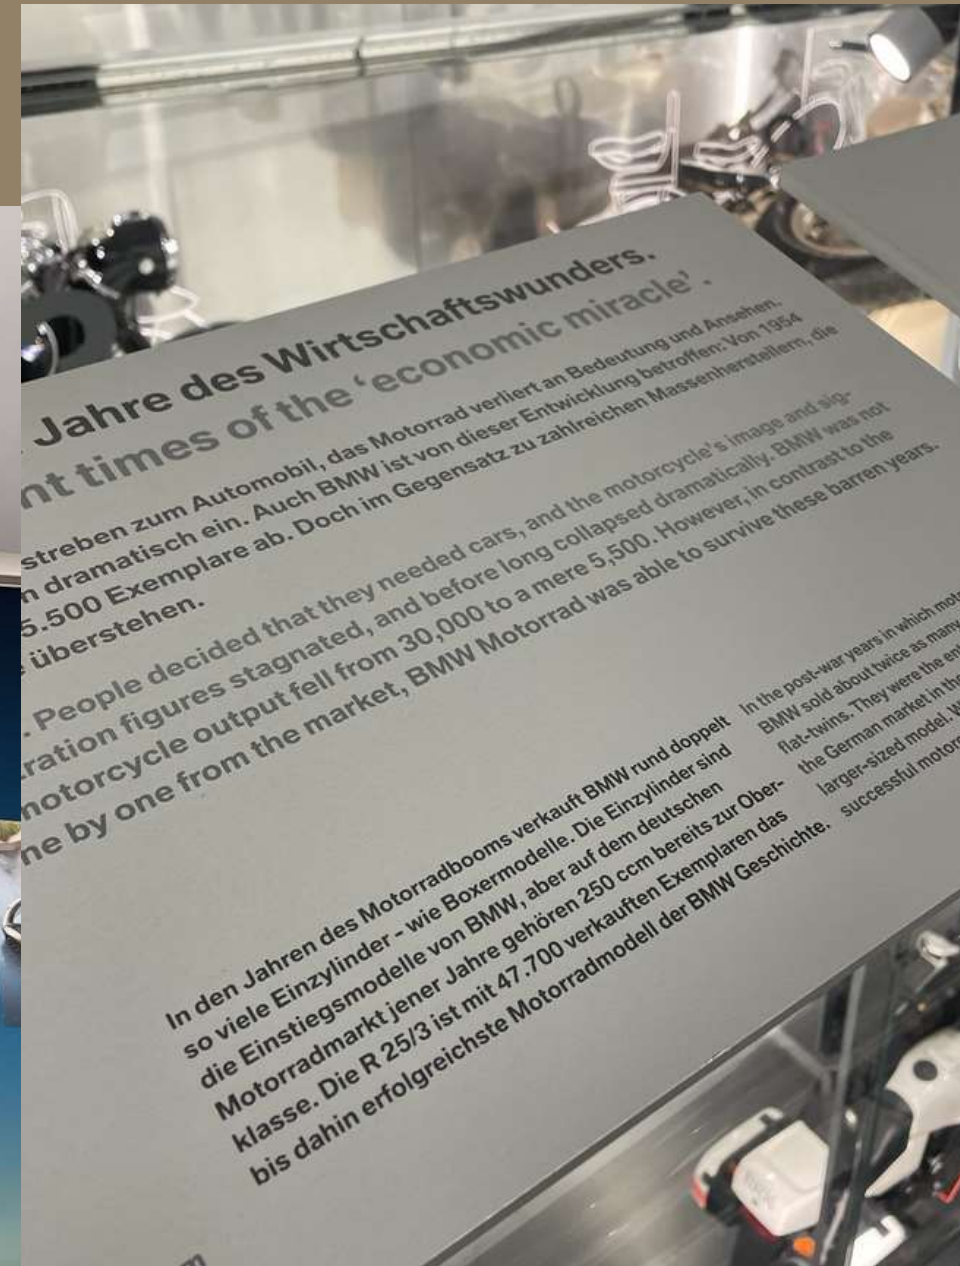 Jahre des Wirtschaftswunders.
nt times of the ‘economic miracle’.
streben zum Automobil, das Motorrad verliert an Bedeutung und Ansehen.
n dramatisch ein. Auch BMW ist von dieser Entwicklung betroffen: Von 1954
5.500 Exemplare ab. Doch im Gegensatz zu zahlreichen Massenherstellern, die
überstehen.
. People decided that they needed cars, and the motorcycle's image and sig-
ration figures stagnated, and before long collapsed dramatically. BMW was not
motorcycle output fell from 30,000 to a mere 5,500. However, in contrast to the
ne by one from the market, BMW Motorrad was able to survive these barren years.
In den Jahren des Motorradbooms verkauft BMW rund doppelt
so viele Einzylinder - wie Boxermodelle. Die Einzylinder sind
die Einstiegsmodelle von BMW, aber auf dem deutschen
Motorradmarkt jener Jahre gehören 250 ccm bereits zur Ober-
klasse. Die R 25/3 ist mit 47.700 verkauften Exemplaren das
bis dahin erfolgreichste Motorradmodell der BMW Geschichte.
In the post-war years in which
BMW sold about twice as many
flat-twins. They were the
the German market in the
larger-sized model.
successful